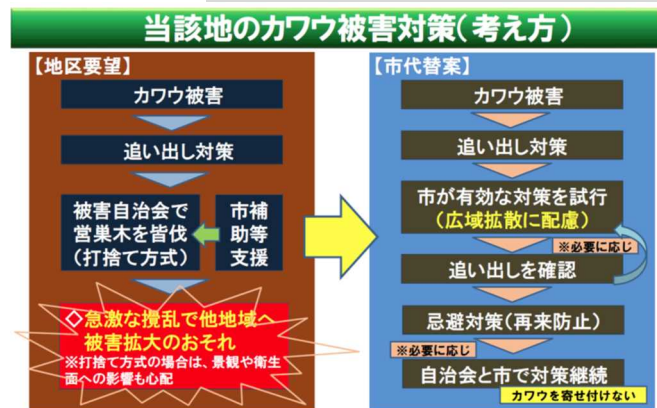 当該地のカワウ被害対策(考え方)
【地区要望】
カワウ被害
追い出し対策
被害自治会で
営巣木を皆伐
(打捨て方式)
市補
助等
支援
◇急激な撹乱で他地域へ
被害拡大のおそれ
※打捨て方式の場合は、景観や衛生
面への影響も心配
【市代替案】
カワウ被害
追い出し対策
市が有効な対策を試行
(広域拡散に配慮)
※必要に応じ
追い出しを確認
忌避対策(再来防止)
※必要に応じ
自治会と市で対策継続
カワウを寄せ付けない